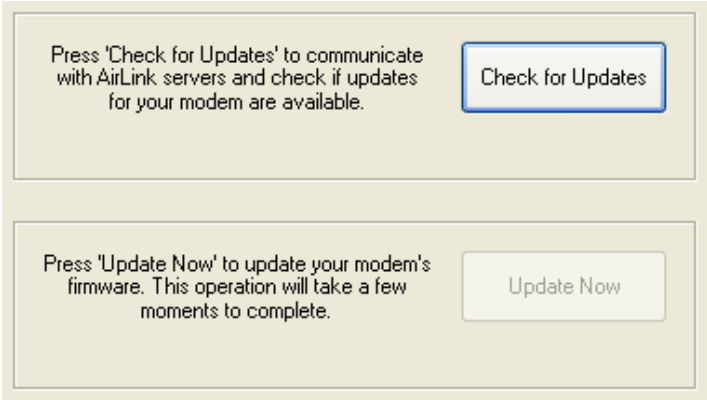 Press 'Check for Updates' to communicate
with AirLink servers and check if updates
for your modem are available.
Check for Updates
Press 'Update Now' to update your modem's
firmware. This operation will take a few
moments to complete.
Update Now